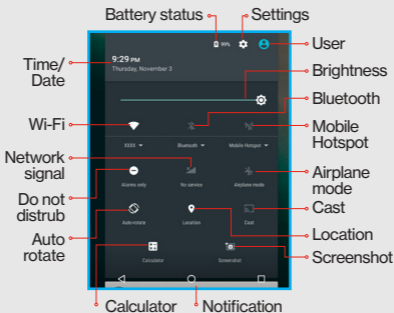 Battery status
Settings
99%
User
9:29 PM
Thursday, November 3
Time/
Date
Brightness
Bluetooth
Wi-Fi
Mobile
Hotspot
XXXX
Bluetooth
Mobile Hotspot
Network
signal
Airplane
mode
Alarms only
No service
Airplane mode
Do not
distrub
Cast
Auto
rotate
Auto-rotate
Location
Cast
Location
Screenshot
Calculator
Screenshot
Calculator
Notification